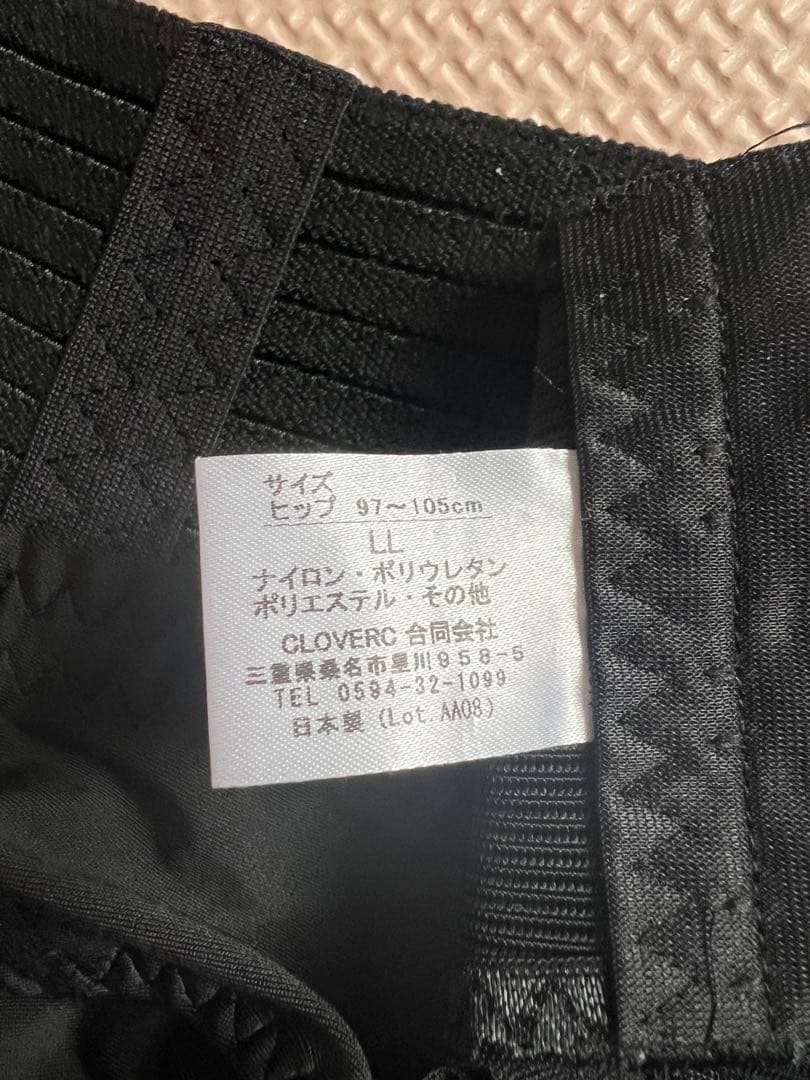 サイズ
ヒップ 97〜105cm
LL
ナイロン・ポリウレタン
ポリエステル・その他
CLOVERC 合同会社
三重県桑名市星川958-5
TEL 0594-32-1099
日本製 (Lot.AA08)